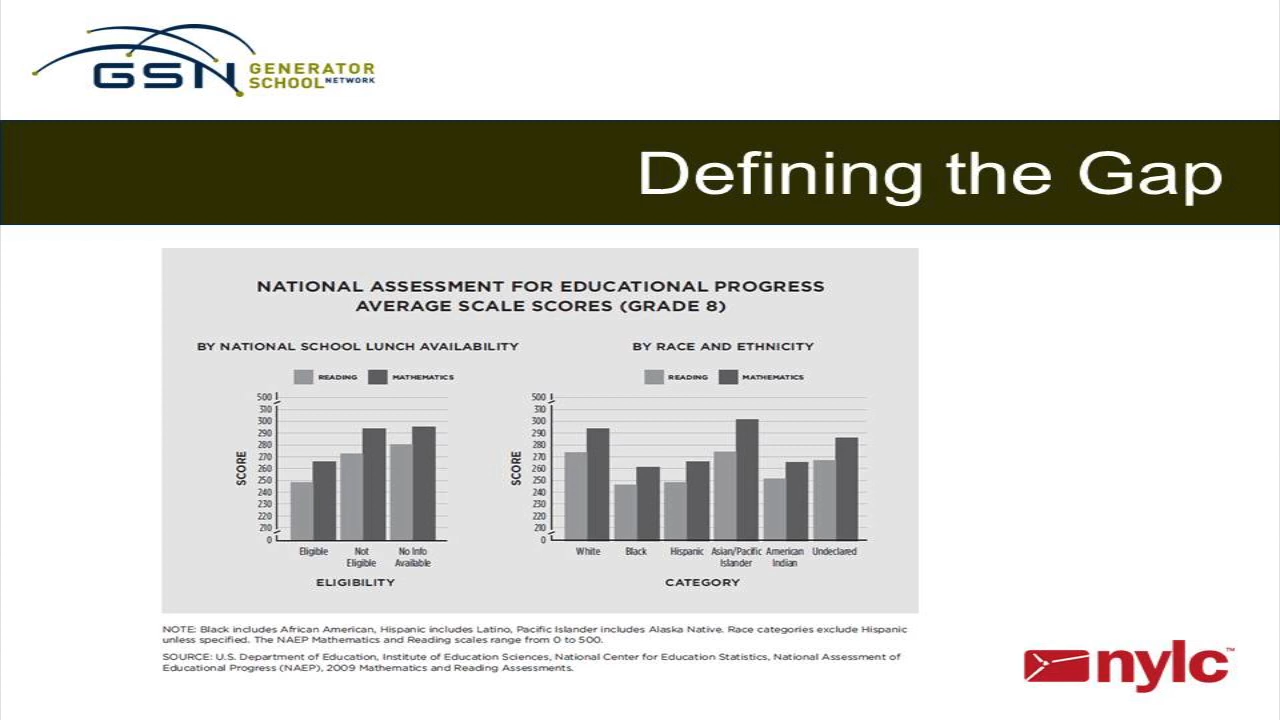 GSN GENERATOR
SCHOOL NETWORK
Defining the Gap
NATIONAL ASSESSMENT FOR EDUCATIONAL PROGRESS
AVERAGE SCALE SCORES (GRADE 8)
BY NATIONAL SCHOOL LUNCH AVAILABILITY
READING MATHEMATICS
SCORE
500
310
300
290
280
270
260
250
240
230
220
210
0
Eligible Not Eligible No Info Available
ELIGIBILITY
BY RACE AND ETHNICITY
READING MATHEMATICS
SCORE
500
310
300
290
280
270
260
250
240
230
220
210
0
White Black Hispanic Asian/Pacific Islander American Indian Undeclared
CATEGORY
NOTE: Black includes African American, Hispanic includes Latino, Pacific Islander includes Alaska Native. Race categories exclude Hispanic
unless specified. The NAEP Mathematics and Reading scales range from 0 to 500.
SOURCE: U.S. Department of Education, Institute of Education Sciences, National Center for Education Statistics, National Assessment of
Educational Progress (NAEP), 2009 Mathematics and Reading Assessments.
nylc™